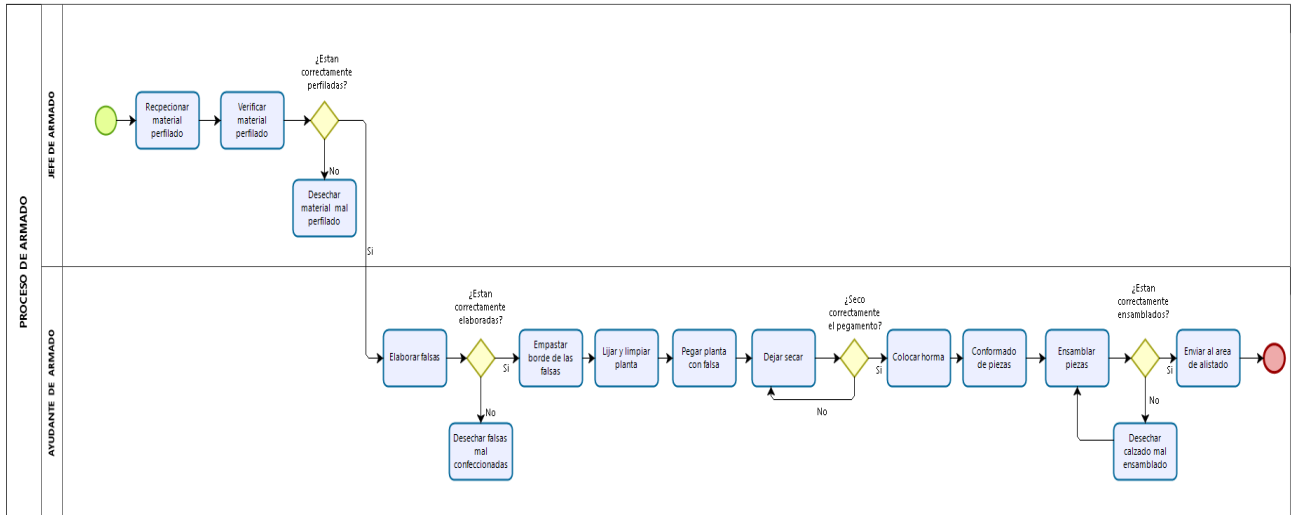 PROCESO DE ARMADO
JEFE DE ARMADO
¿Estan
correctamente
perfiladas?
Recpecionar
material
perfilado
Verificar
material
perfilado
No
Desechar
material mal
perfilado
Si
AYUDANTE DE ARMADO
Elaborar falsas
¿Estan
correctamente
elaboradas?
Si
No
Desechar falsas
mal
confeccionadas
Empastar
borde de las
falsas
Lijar y limpiar
planta
Pegar planta
con falsa
Dejar secar
¿Seco
correctamente
el pegamento?
Si
No
Colocar horma
Conformado
de piezas
Ensamblar
piezas
¿Estan
correctamente
ensamblados?
Si
No
Desechar
calzado mal
ensamblado
Enviar al area
de alistado